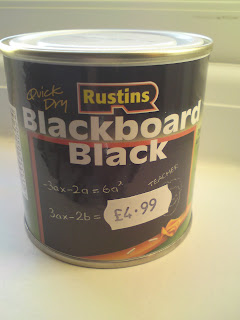 Quick
Dry
Rustins
Blackboard
Black
TEACHER
-3ax-2a=6a²
3ax-2b=
£4.99